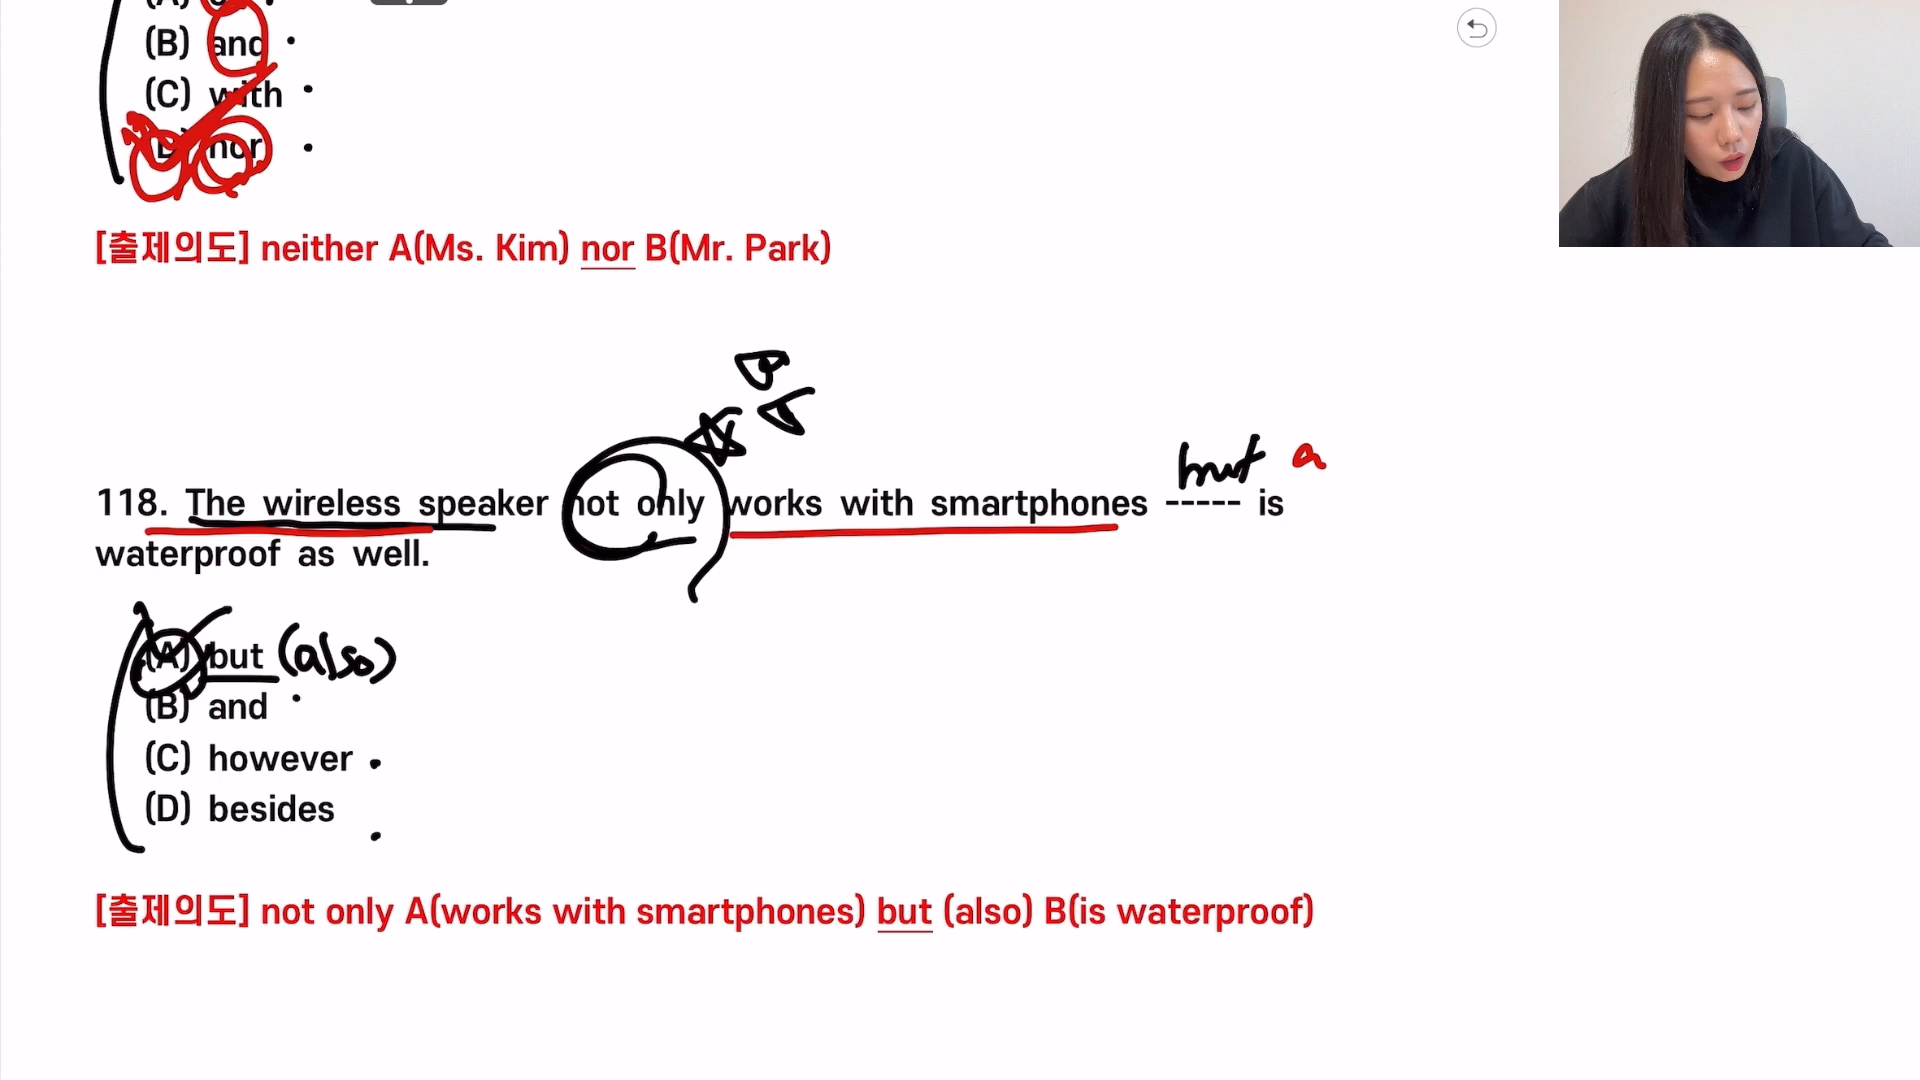 (B) and
(C) with
(D) nor
[출제의도] neither A(Ms. Kim) nor B(Mr. Park)
but a
118. The wireless speaker not only works with smartphones ----- is
waterproof as well.
(A) but (also)
(B) and
(C) however
(D) besides
[출제의도] not only A(works with smartphones) but (also) B(is waterproof)